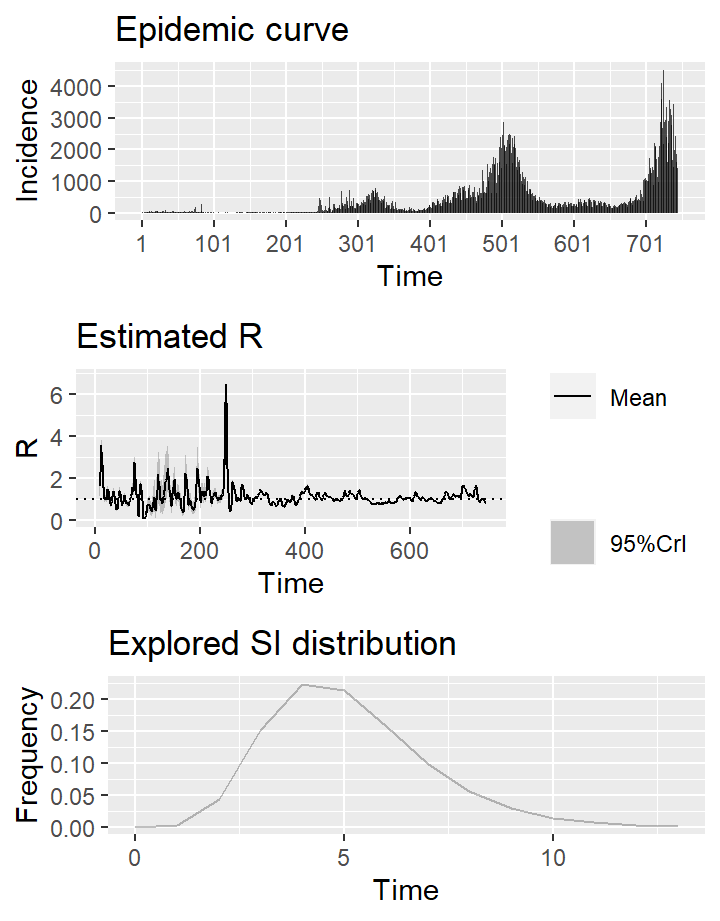 Epidemic curve
Incidence
4000
3000
2000
1000
0
1 101 201 301 401 501 601 701
Time
Estimated R
R
6
4
2
0
0 200 400 600
Time
Mean
95%CrI
Explored SI distribution
Frequency
0.20
0.15
0.10
0.05
0.00
0 5 10
Time